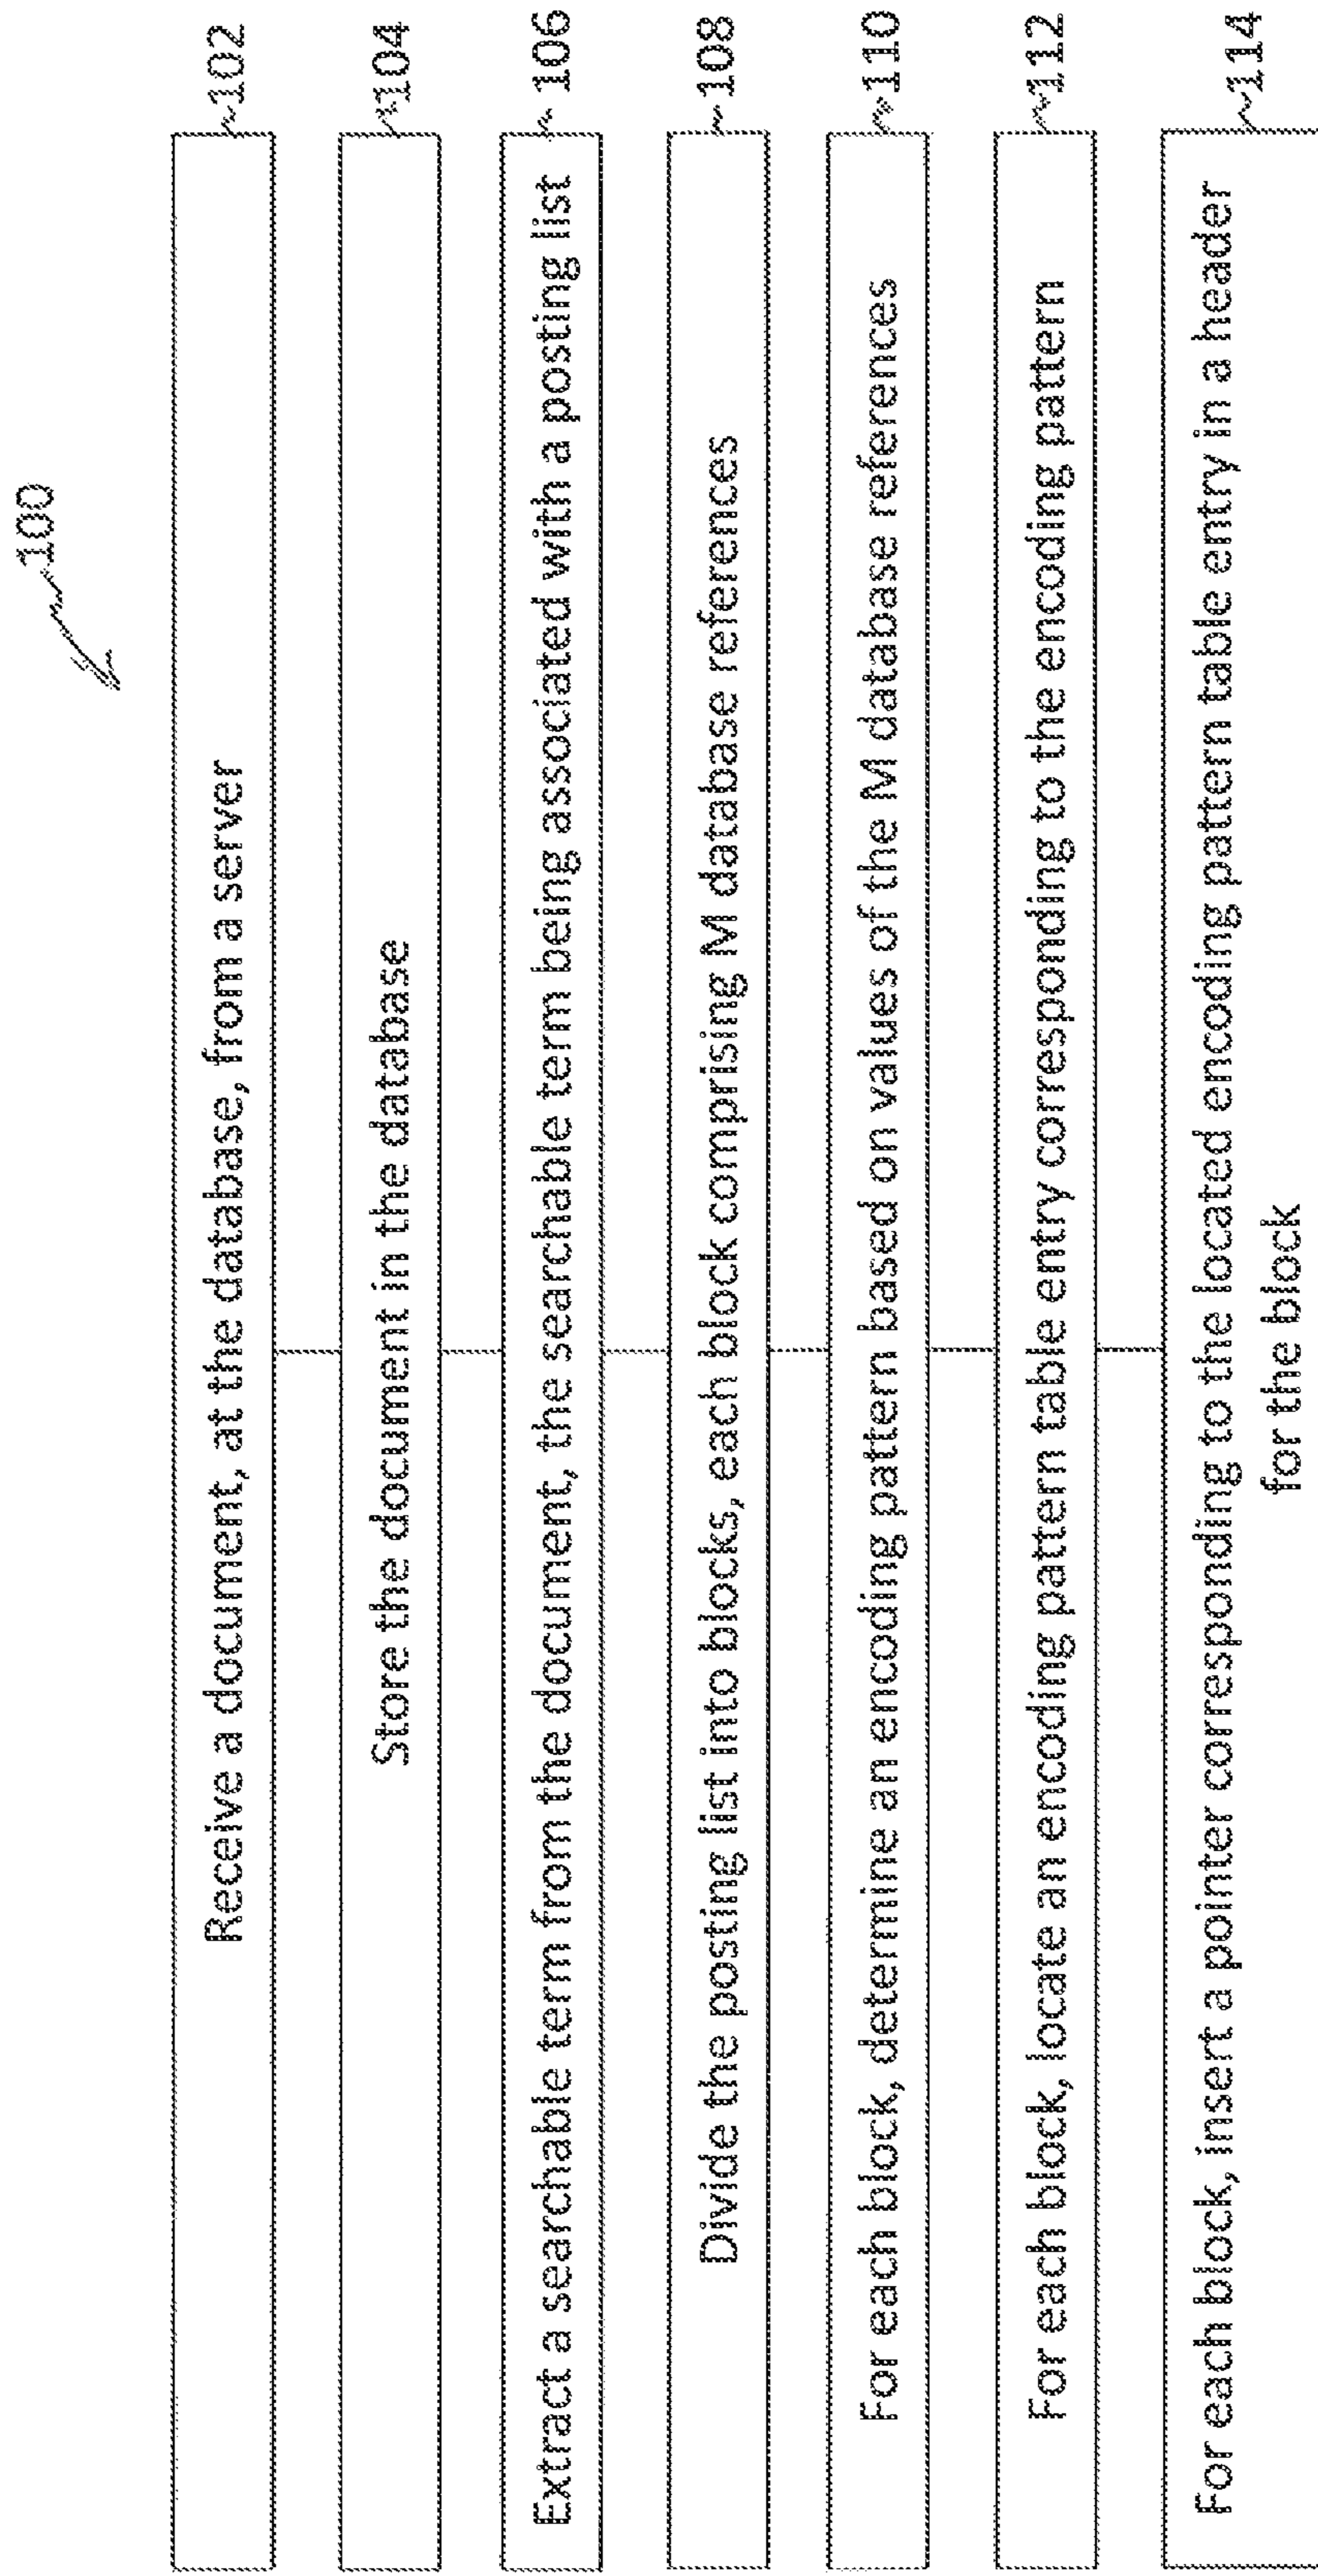 100
Receive a document, at the database, from a server
102
Store the document in the database
104
Extract a searchable term from the document, the searchable term being associated with a posting list
106
Divide the posting list into blocks, each block comprising M database references
108
For each block, determine an encoding pattern based on values of the M database references
110
For each block, locate an encoding pattern table entry corresponding to the encoding pattern
112
For each block, insert a pointer corresponding to the located encoding pattern table entry in a header
for the block
114